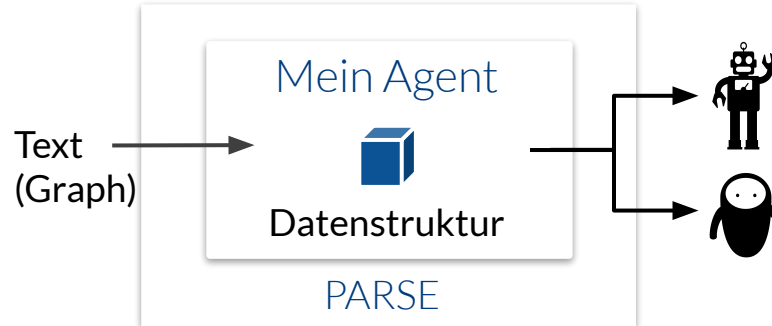 Mein Agent
Text
(Graph)
Datenstruktur
PARSE